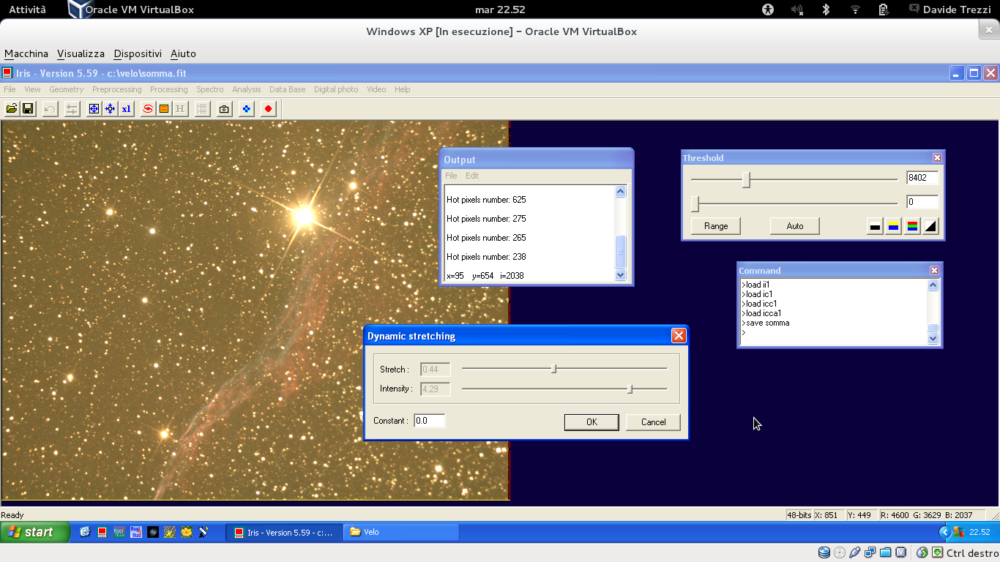 Attività Oracle VM VirtualBox mar 22.52 Davide Trezzi
Windows XP [In esecuzione] – Oracle VM VirtualBox
Macchina Visualizza Dispositivi Aiuto
Iris - Version 5.59 - c:\velo\somma.fit
File View Geometry Preprocessing Processing Spectro Analysis Data Base Digital photo Video Help
x1 H
Output
File Edit
Hot pixels number: 625
Hot pixels number: 275
Hot pixels number: 265
Hot pixels number: 238
x=95 y=654 i=2038
Threshold
8402
0
Range Auto
Command
>load ii1
>load ic1
>load icc1
>load icca1
>save somma
>
Dynamic stretching
Stretch : 0.44
Intensity : 4.29
Constant : 0.0 OK Cancel
Ready 48-bits X: 851 Y: 449 R: 4600 G: 3629 B: 2037
start Iris - Version 5.59 - c:... Velo 22.52
Ctrl destro